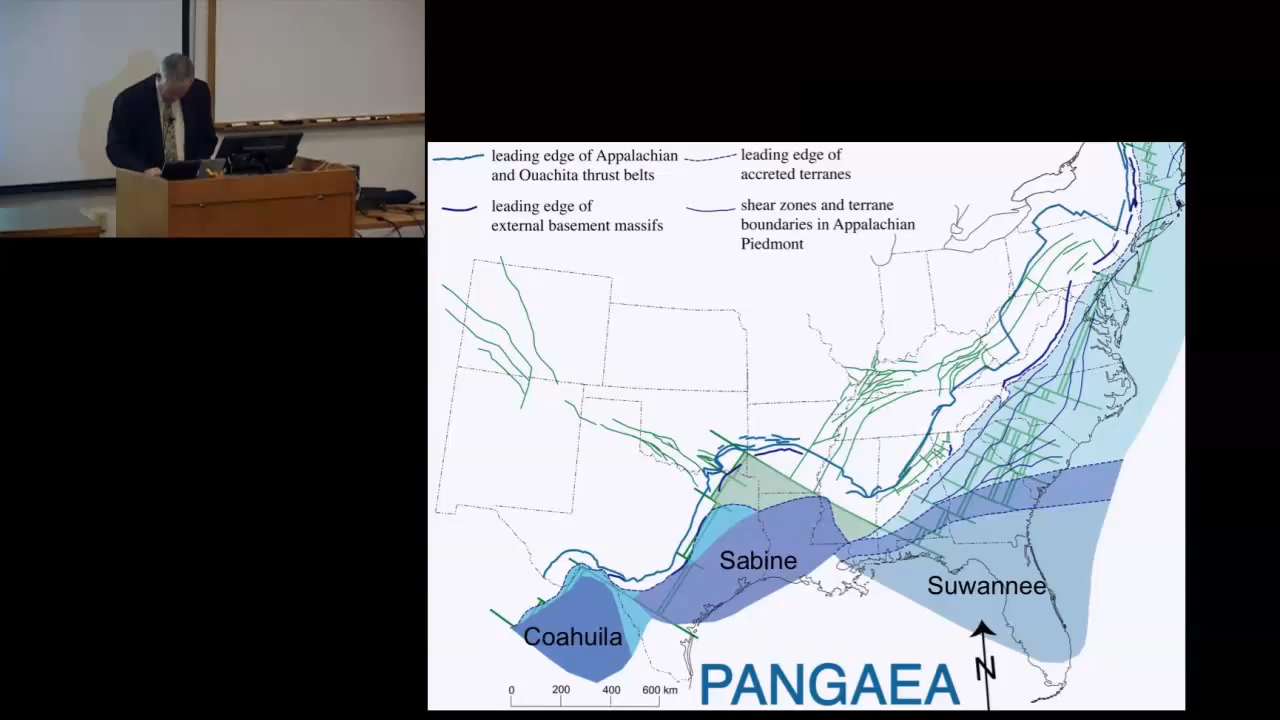 leading edge of Appalachian
and Ouachita thrust belts
leading edge of
accreted terranes
leading edge of
external basement massifs
shear zones and terrane
boundaries in Appalachian
Piedmont
Sabine
Suwannee
Coahuila
N
PANGAEA
0 200 400 600 km